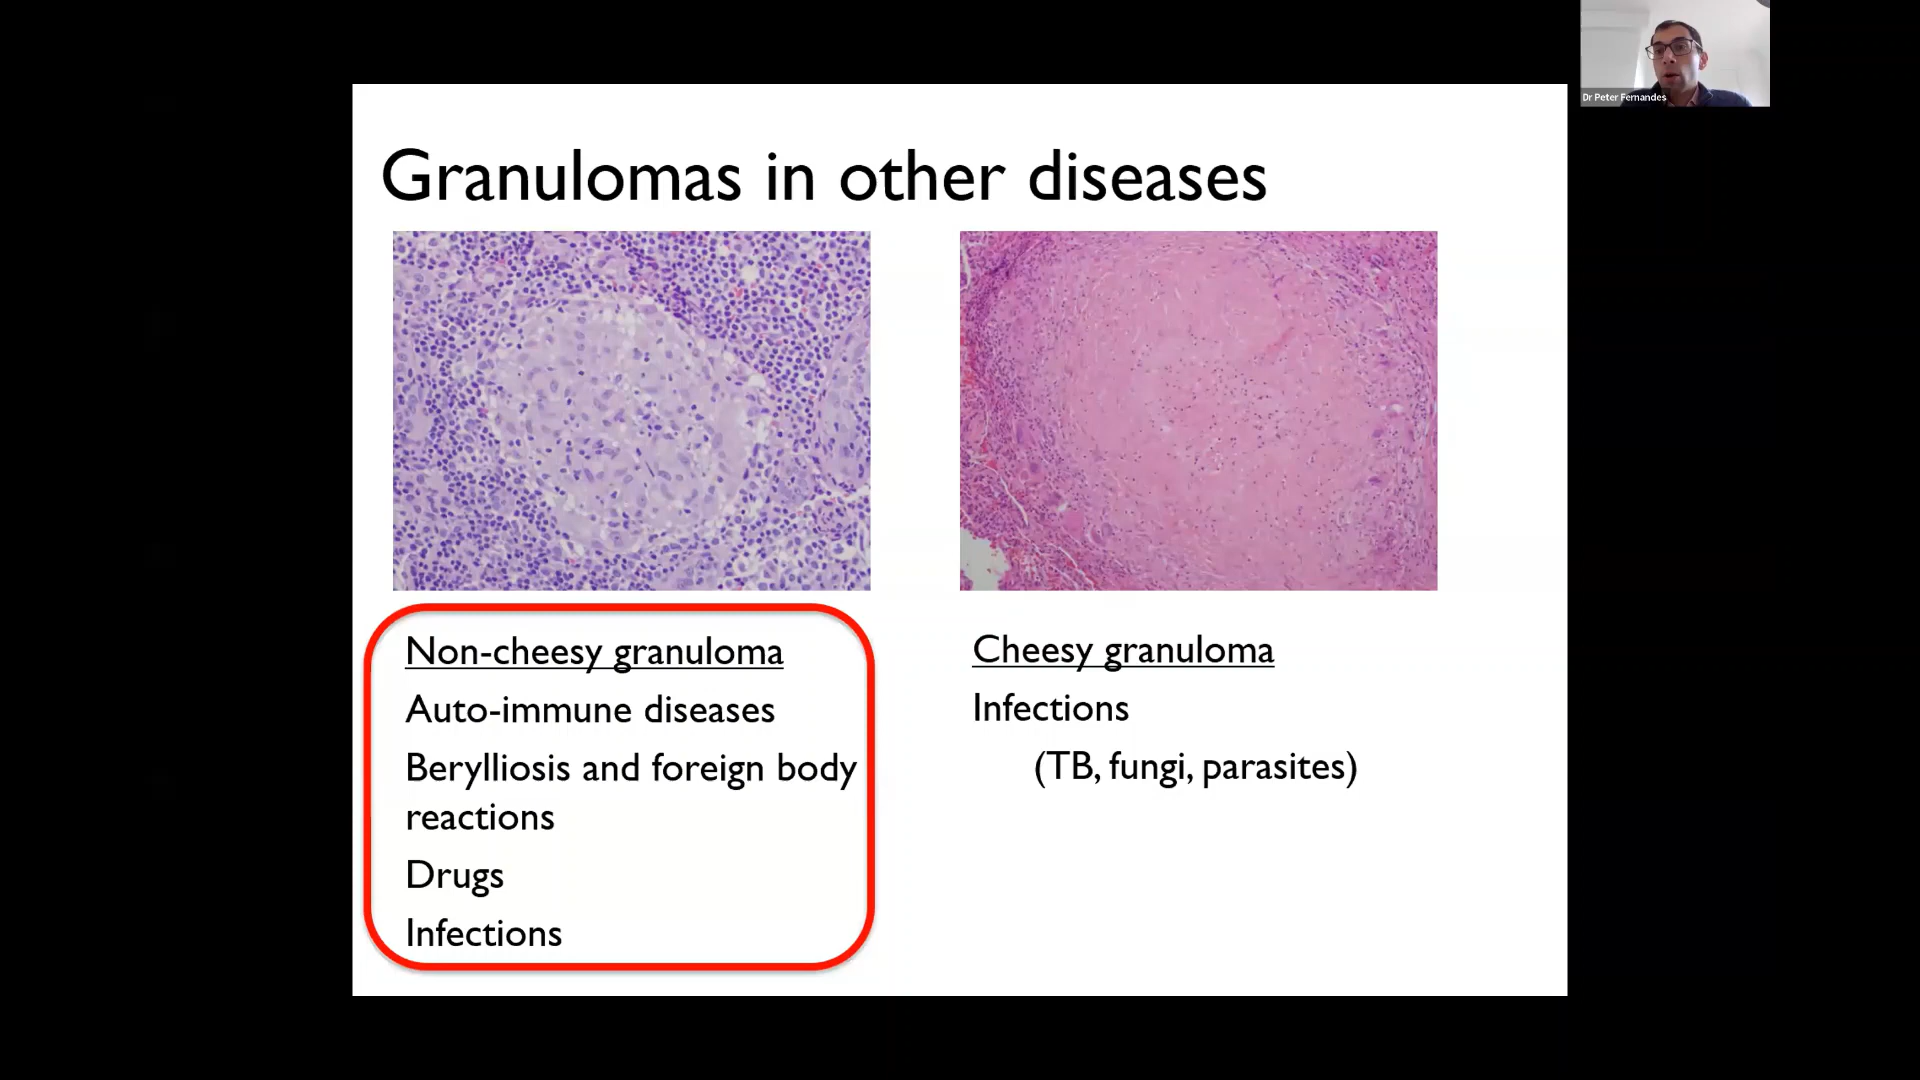 Dr Peter Fernandes
Granulomas in other diseases
Non-cheesy granuloma
Auto-immune diseases
Berylliosis and foreign body
reactions
Drugs
Infections
Cheesy granuloma
Infections
(TB, fungi, parasites)